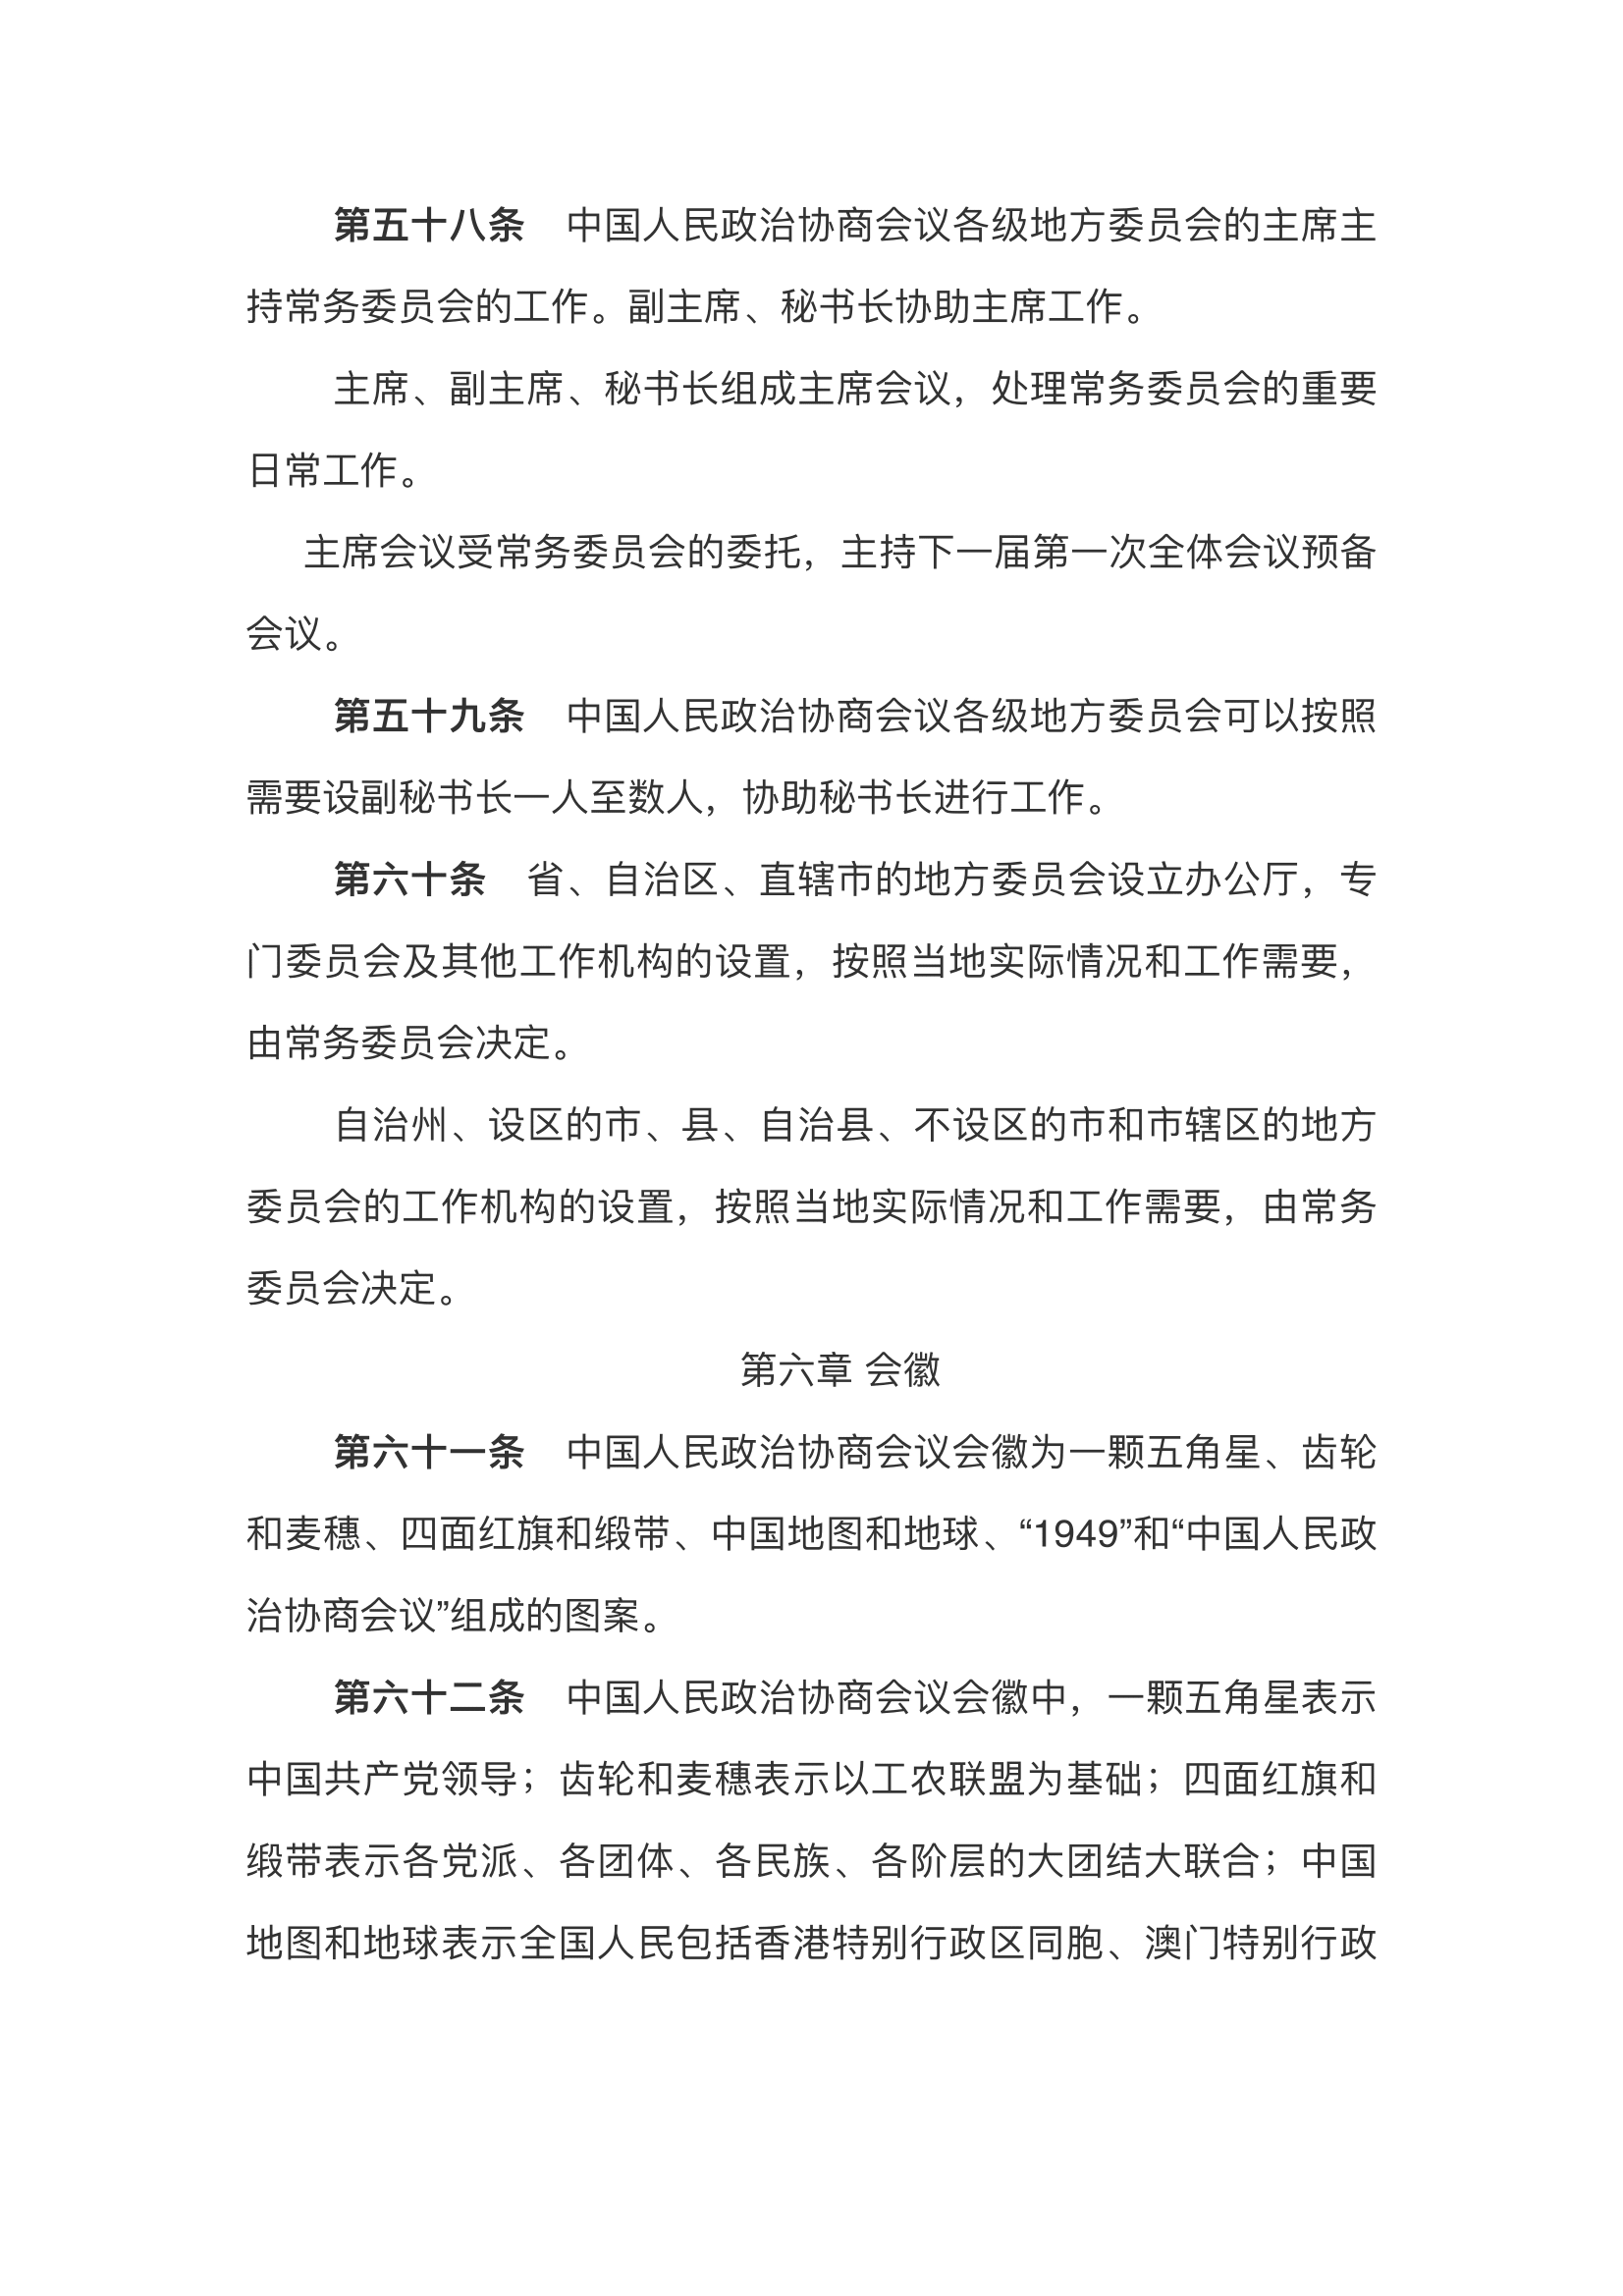 第五十八条　中国人民政治协商会议各级地方委员会的主席主
持常务委员会的工作。副主席、秘书长协助主席工作。
主席、副主席、秘书长组成主席会议，处理常务委员会的重要
日常工作。
主席会议受常务委员会的委托，主持下一届第一次全体会议预备
会议。
第五十九条　中国人民政治协商会议各级地方委员会可以按照
需要设副秘书长一人至数人，协助秘书长进行工作。
第六十条　省、自治区、直辖市的地方委员会设立办公厅，专
门委员会及其他工作机构的设置，按照当地实际情况和工作需要，
由常务委员会决定。
自治州、设区的市、县、自治县、不设区的市和市辖区的地方
委员会的工作机构的设置，按照当地实际情况和工作需要，由常务
委员会决定。
第六章 会徽
第六十一条　中国人民政治协商会议会徽为一颗五角星、齿轮
和麦穗、四面红旗和缎带、中国地图和地球、“1949”和“中国人民政
治协商会议”组成的图案。
第六十二条　中国人民政治协商会议会徽中，一颗五角星表示
中国共产党领导；齿轮和麦穗表示以工农联盟为基础；四面红旗和
缎带表示各党派、各团体、各民族、各阶层的大团结大联合；中国
地图和地球表示全国人民包括香港特别行政区同胞、澳门特别行政